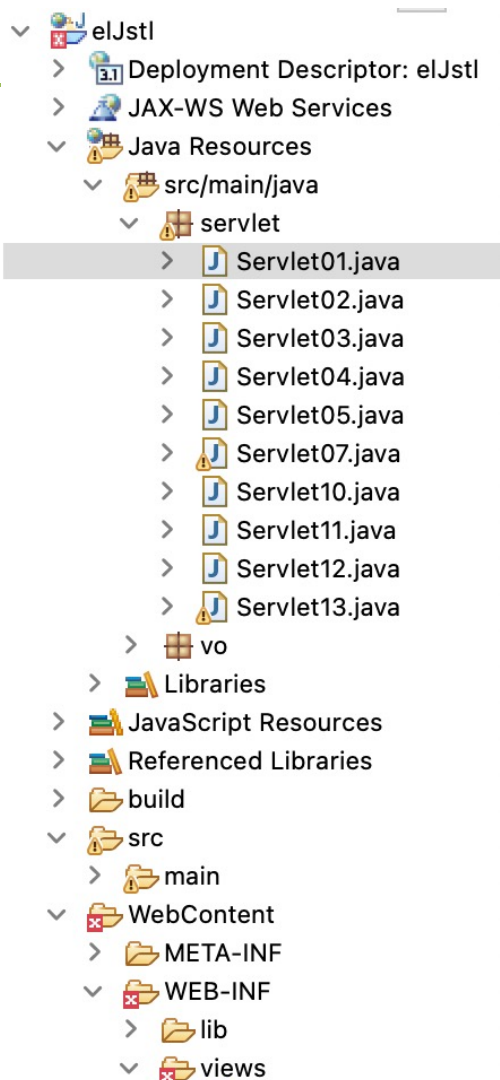 elJstl
3.1 Deployment Descriptor: elJstl
JAX-WS Web Services
Java Resources
src/main/java
servlet
J Servlet01.java
J Servlet02.java
J Servlet03.java
J Servlet04.java
J Servlet05.java
J Servlet07.java
J Servlet10.java
J Servlet11.java
J Servlet12.java
J Servlet13.java
vo
Libraries
JavaScript Resources
Referenced Libraries
build
src
main
WebContent
META-INF
WEB-INF
lib
views